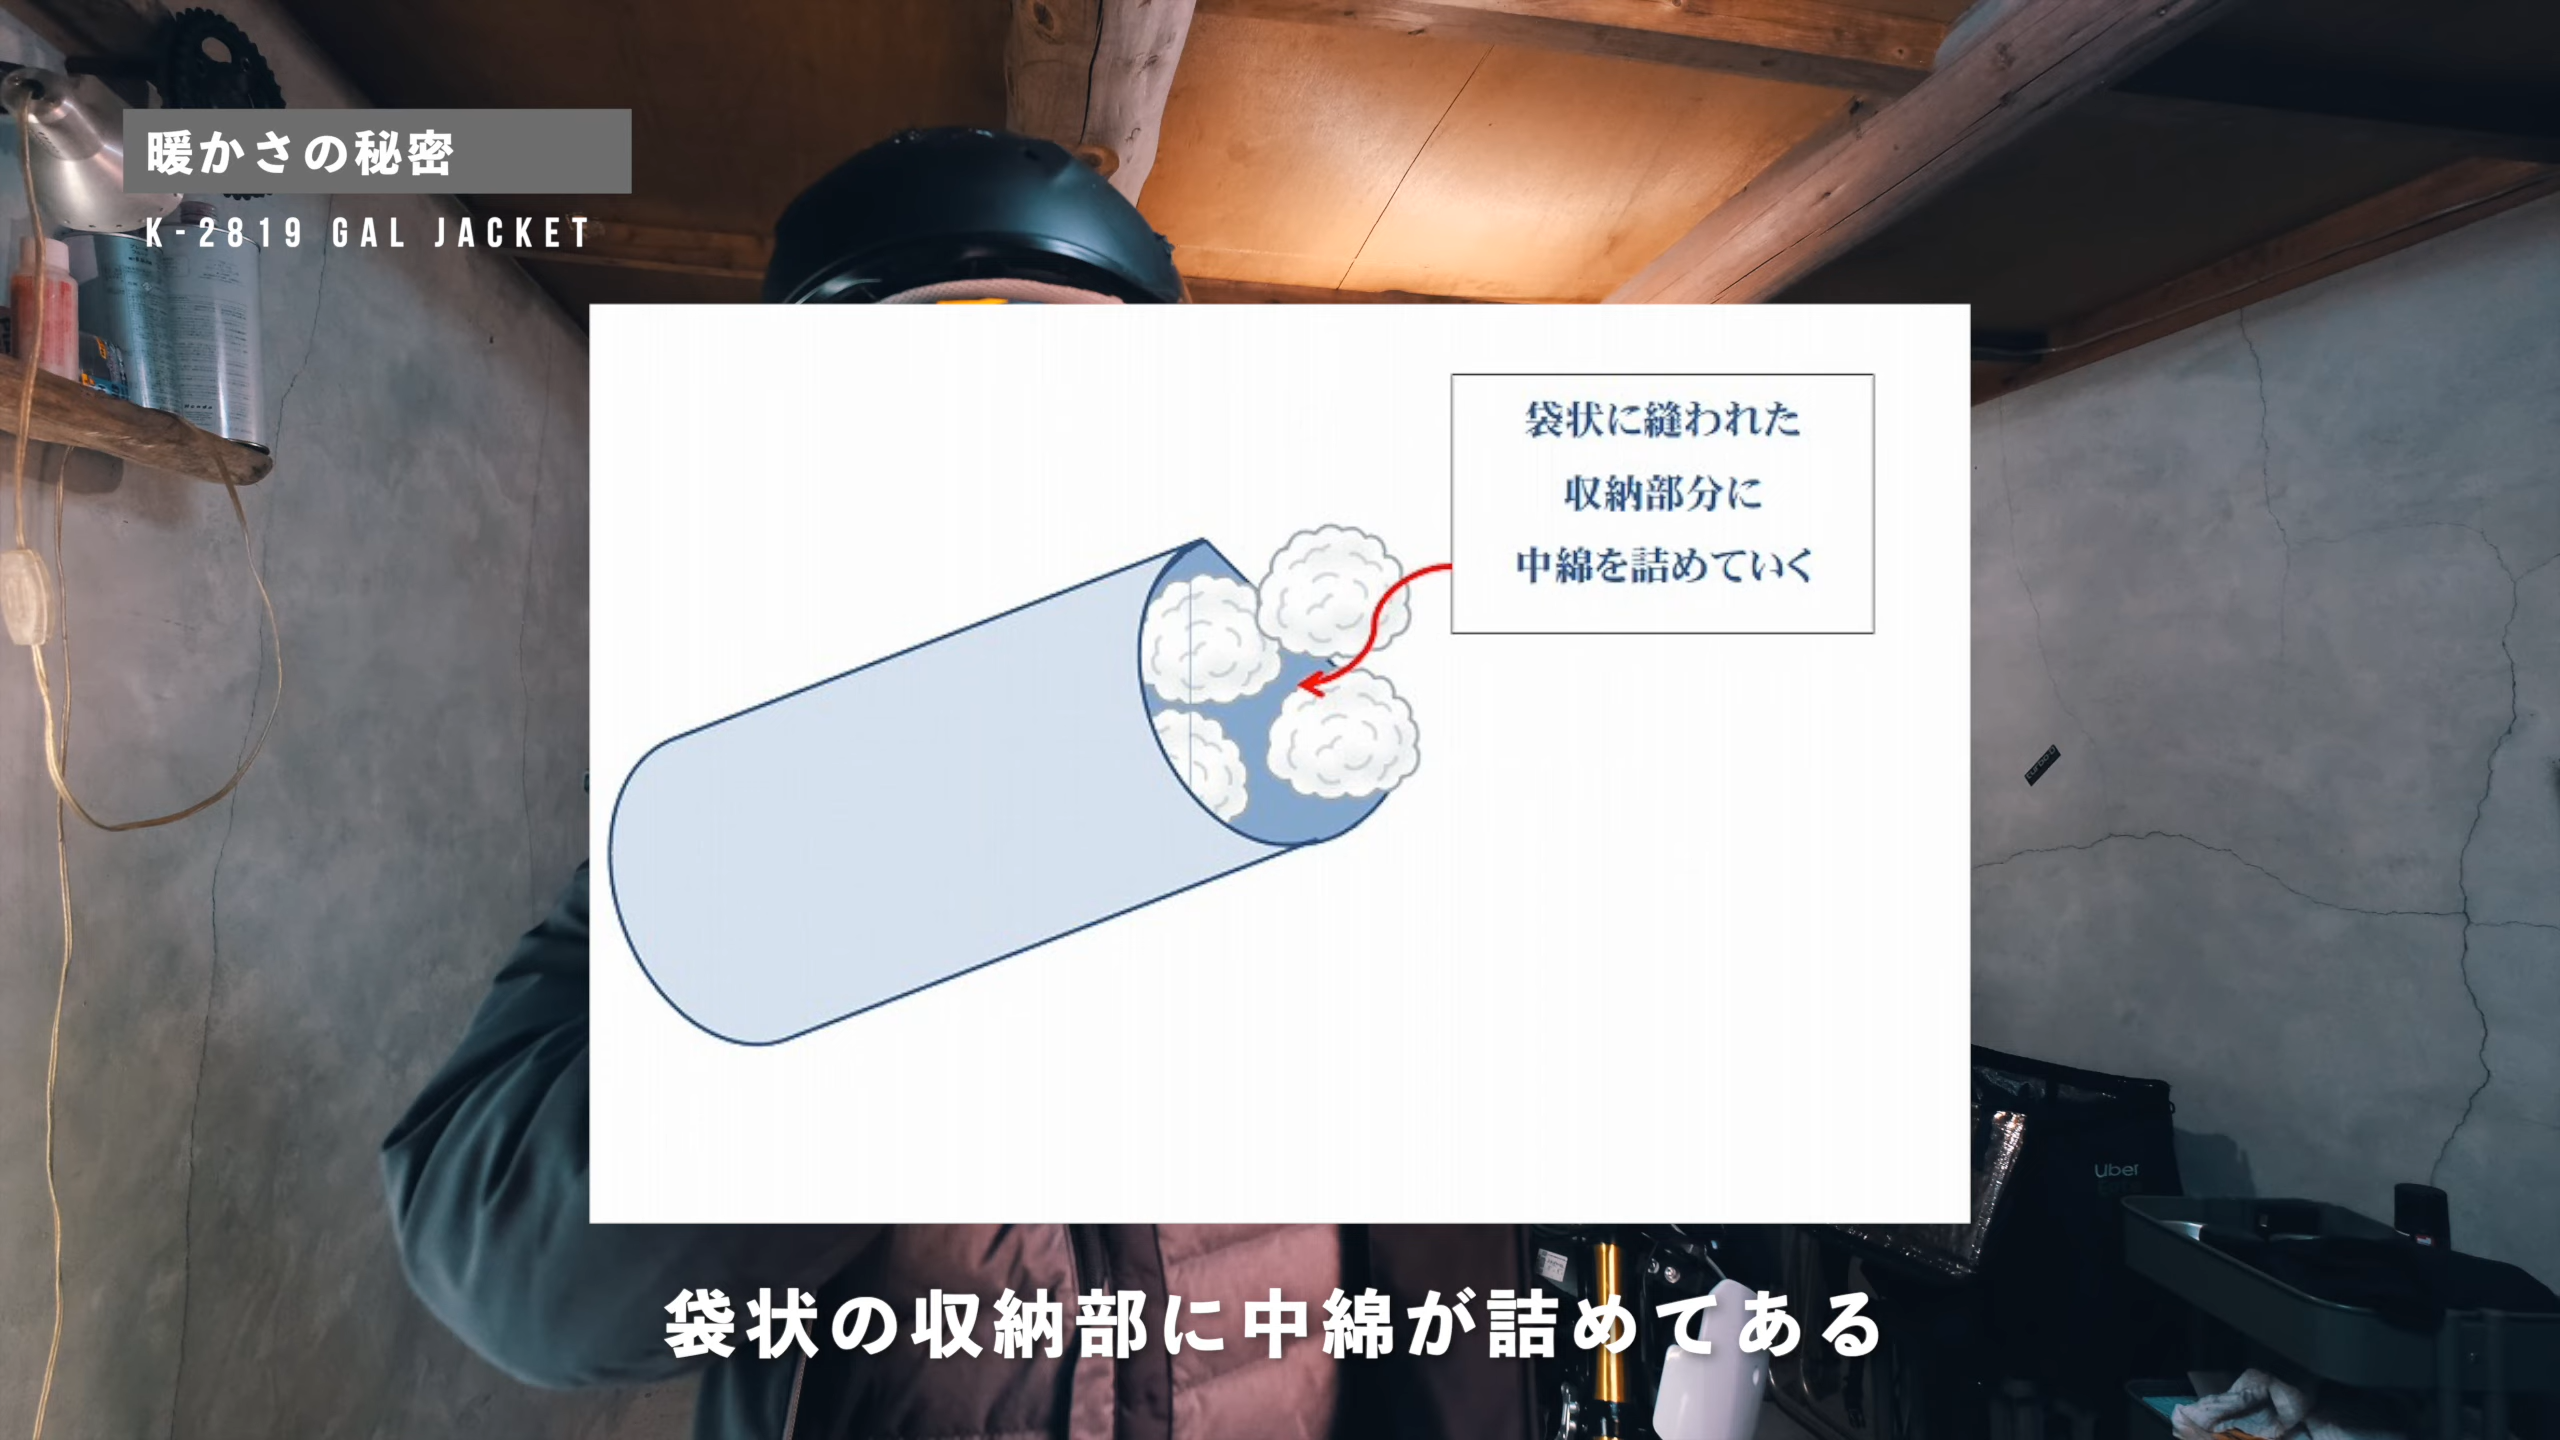 暖かさの秘密
K-2819 GAL JACKET
袋状に縫われた
収納部分に
中綿を詰めていく
Uber
袋状の収納部に中綿が詰めてある